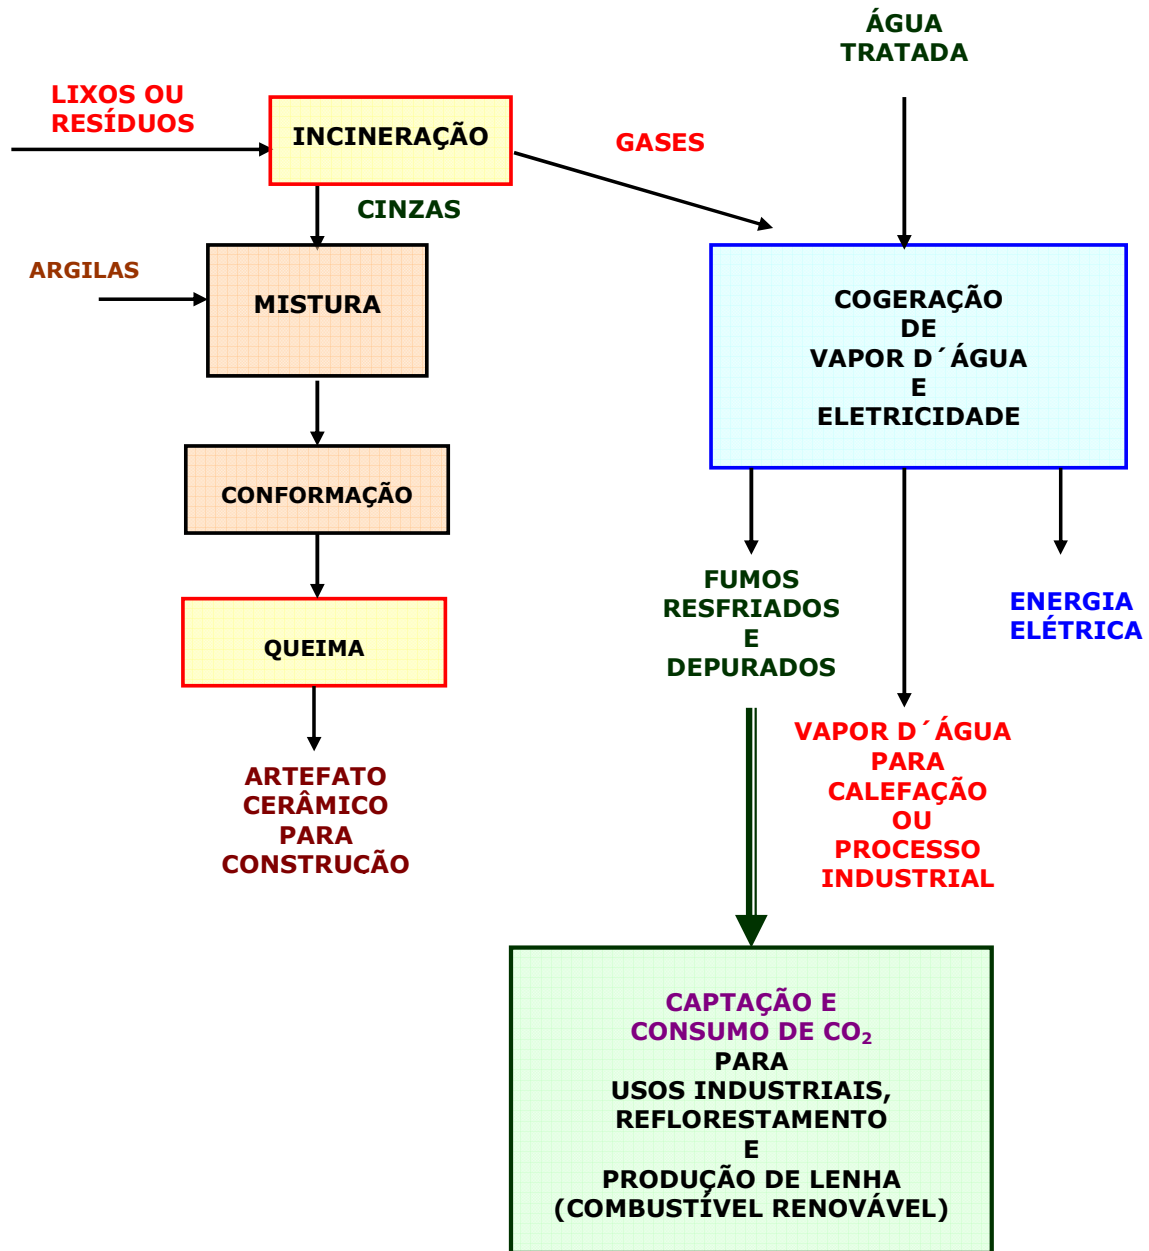 ÁGUA
TRATADA
LIXOS OU
RESÍDUOS
INCINERAÇÃO
GASES
CINZAS
ARGILAS
MISTURA
COGERAÇÃO
DE
VAPOR D´ÁGUA
E
ELETRICIDADE
CONFORMAÇÃO
QUEIMA
ARTEFATO
CERÂMICO
PARA
CONSTRUCÃO
FUMOS
RESFRIADOS
E
DEPURADOS
ENERGIA
ELÉTRICA
VAPOR D´ÁGUA
PARA
CALEFAÇÃO
OU
PROCESSO
INDUSTRIAL
CAPTAÇÃO E
CONSUMO DE CO₂
PARA
USOS INDUSTRIAIS,
REFLORESTAMENTO
E
PRODUÇÃO DE LENHA
(COMBUSTÍVEL RENOVÁVEL)